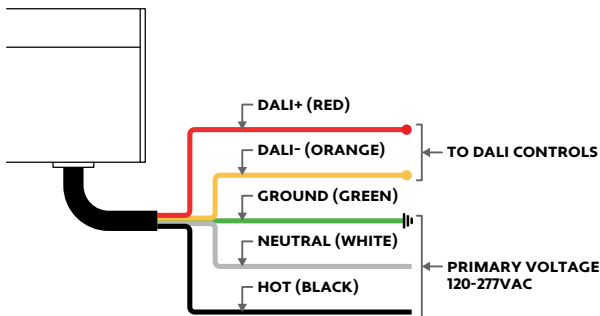 DALI+ (RED)
DALI- (ORANGE)
TO DALI CONTROLS
GROUND (GREEN)
NEUTRAL (WHITE)
PRIMARY VOLTAGE
120-277VAC
HOT (BLACK)